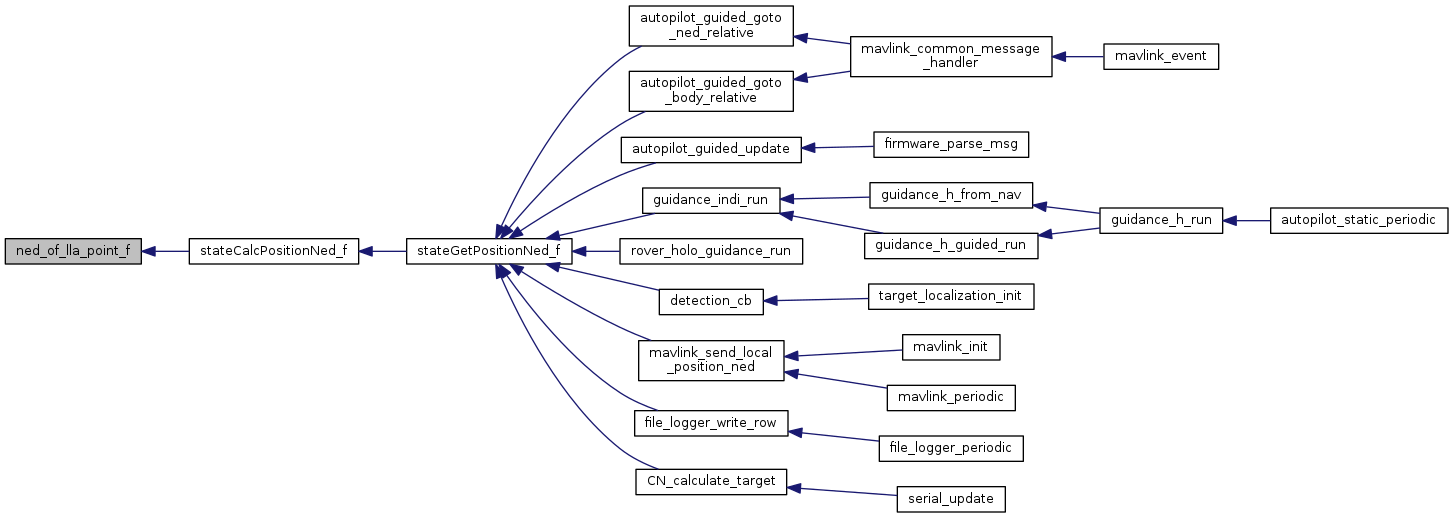 autopilot_guided_goto
_ned_relative
mavlink_common_message
_handler
mavlink_event
autopilot_guided_goto
_body_relative
autopilot_guided_update
firmware_parse_msg
guidance_indi_run
guidance_h_from_nav
guidance_h_run
autopilot_static_periodic
guidance_h_guided_run
ned_of_lla_point_f
stateCalcPositionNed_f
stateGetPositionNed_f
rover_holo_guidance_run
detection_cb
target_localization_init
mavlink_send_local
_position_ned
mavlink_init
mavlink_periodic
file_logger_write_row
file_logger_periodic
CN_calculate_target
serial_update